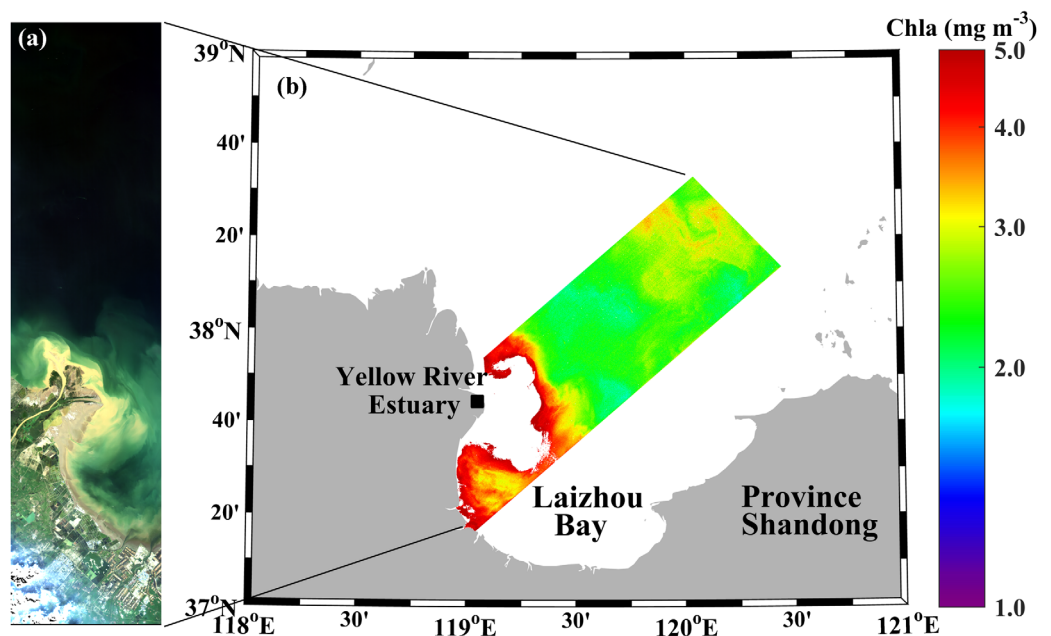 (a)
(b)
Chla (mg m⁻³)
5.0
4.0
3.0
2.0
1.0
39°N
40'
20'
38°N
40'
20'
37°N
118°E
30'
119°E
30'
120°E
30'
121°E
Yellow River
Estuary
Laizhou
Bay
Province
Shandong